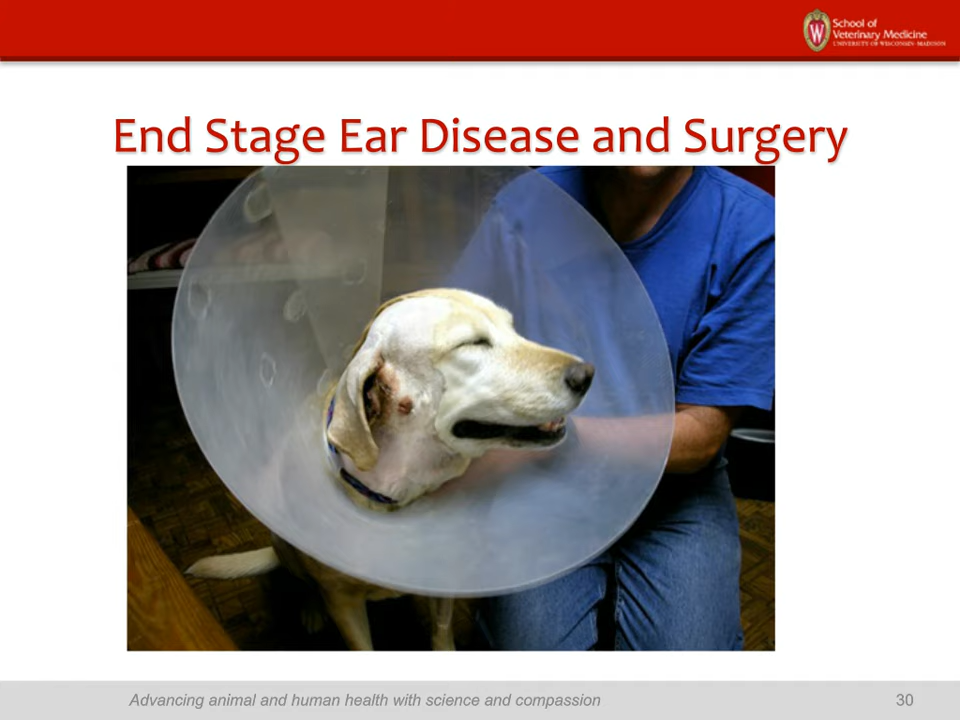 School of
Veterinary Medicine
UNIVERSITY OF WISCONSIN-MADISON
End Stage Ear Disease and Surgery
Advancing animal and human health with science and compassion
30